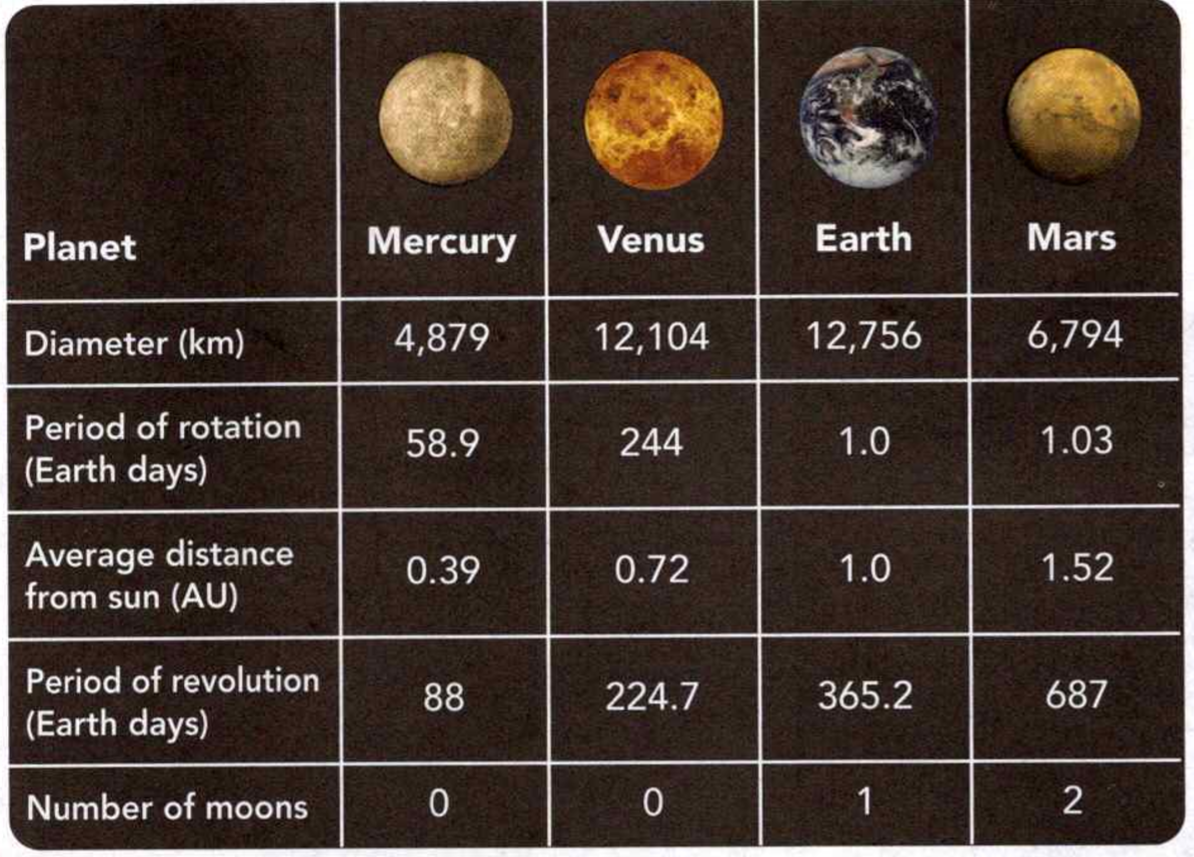 Planet Mercury Venus Earth Mars
Diameter (km) 4,879 12,104 12,756 6,794
Period of rotation
(Earth days) 58.9 244 1.0 1.03
Average distance
from sun (AU) 0.39 0.72 1.0 1.52
Period of revolution
(Earth days) 88 224.7 365.2 687
Number of moons 0 0 1 2